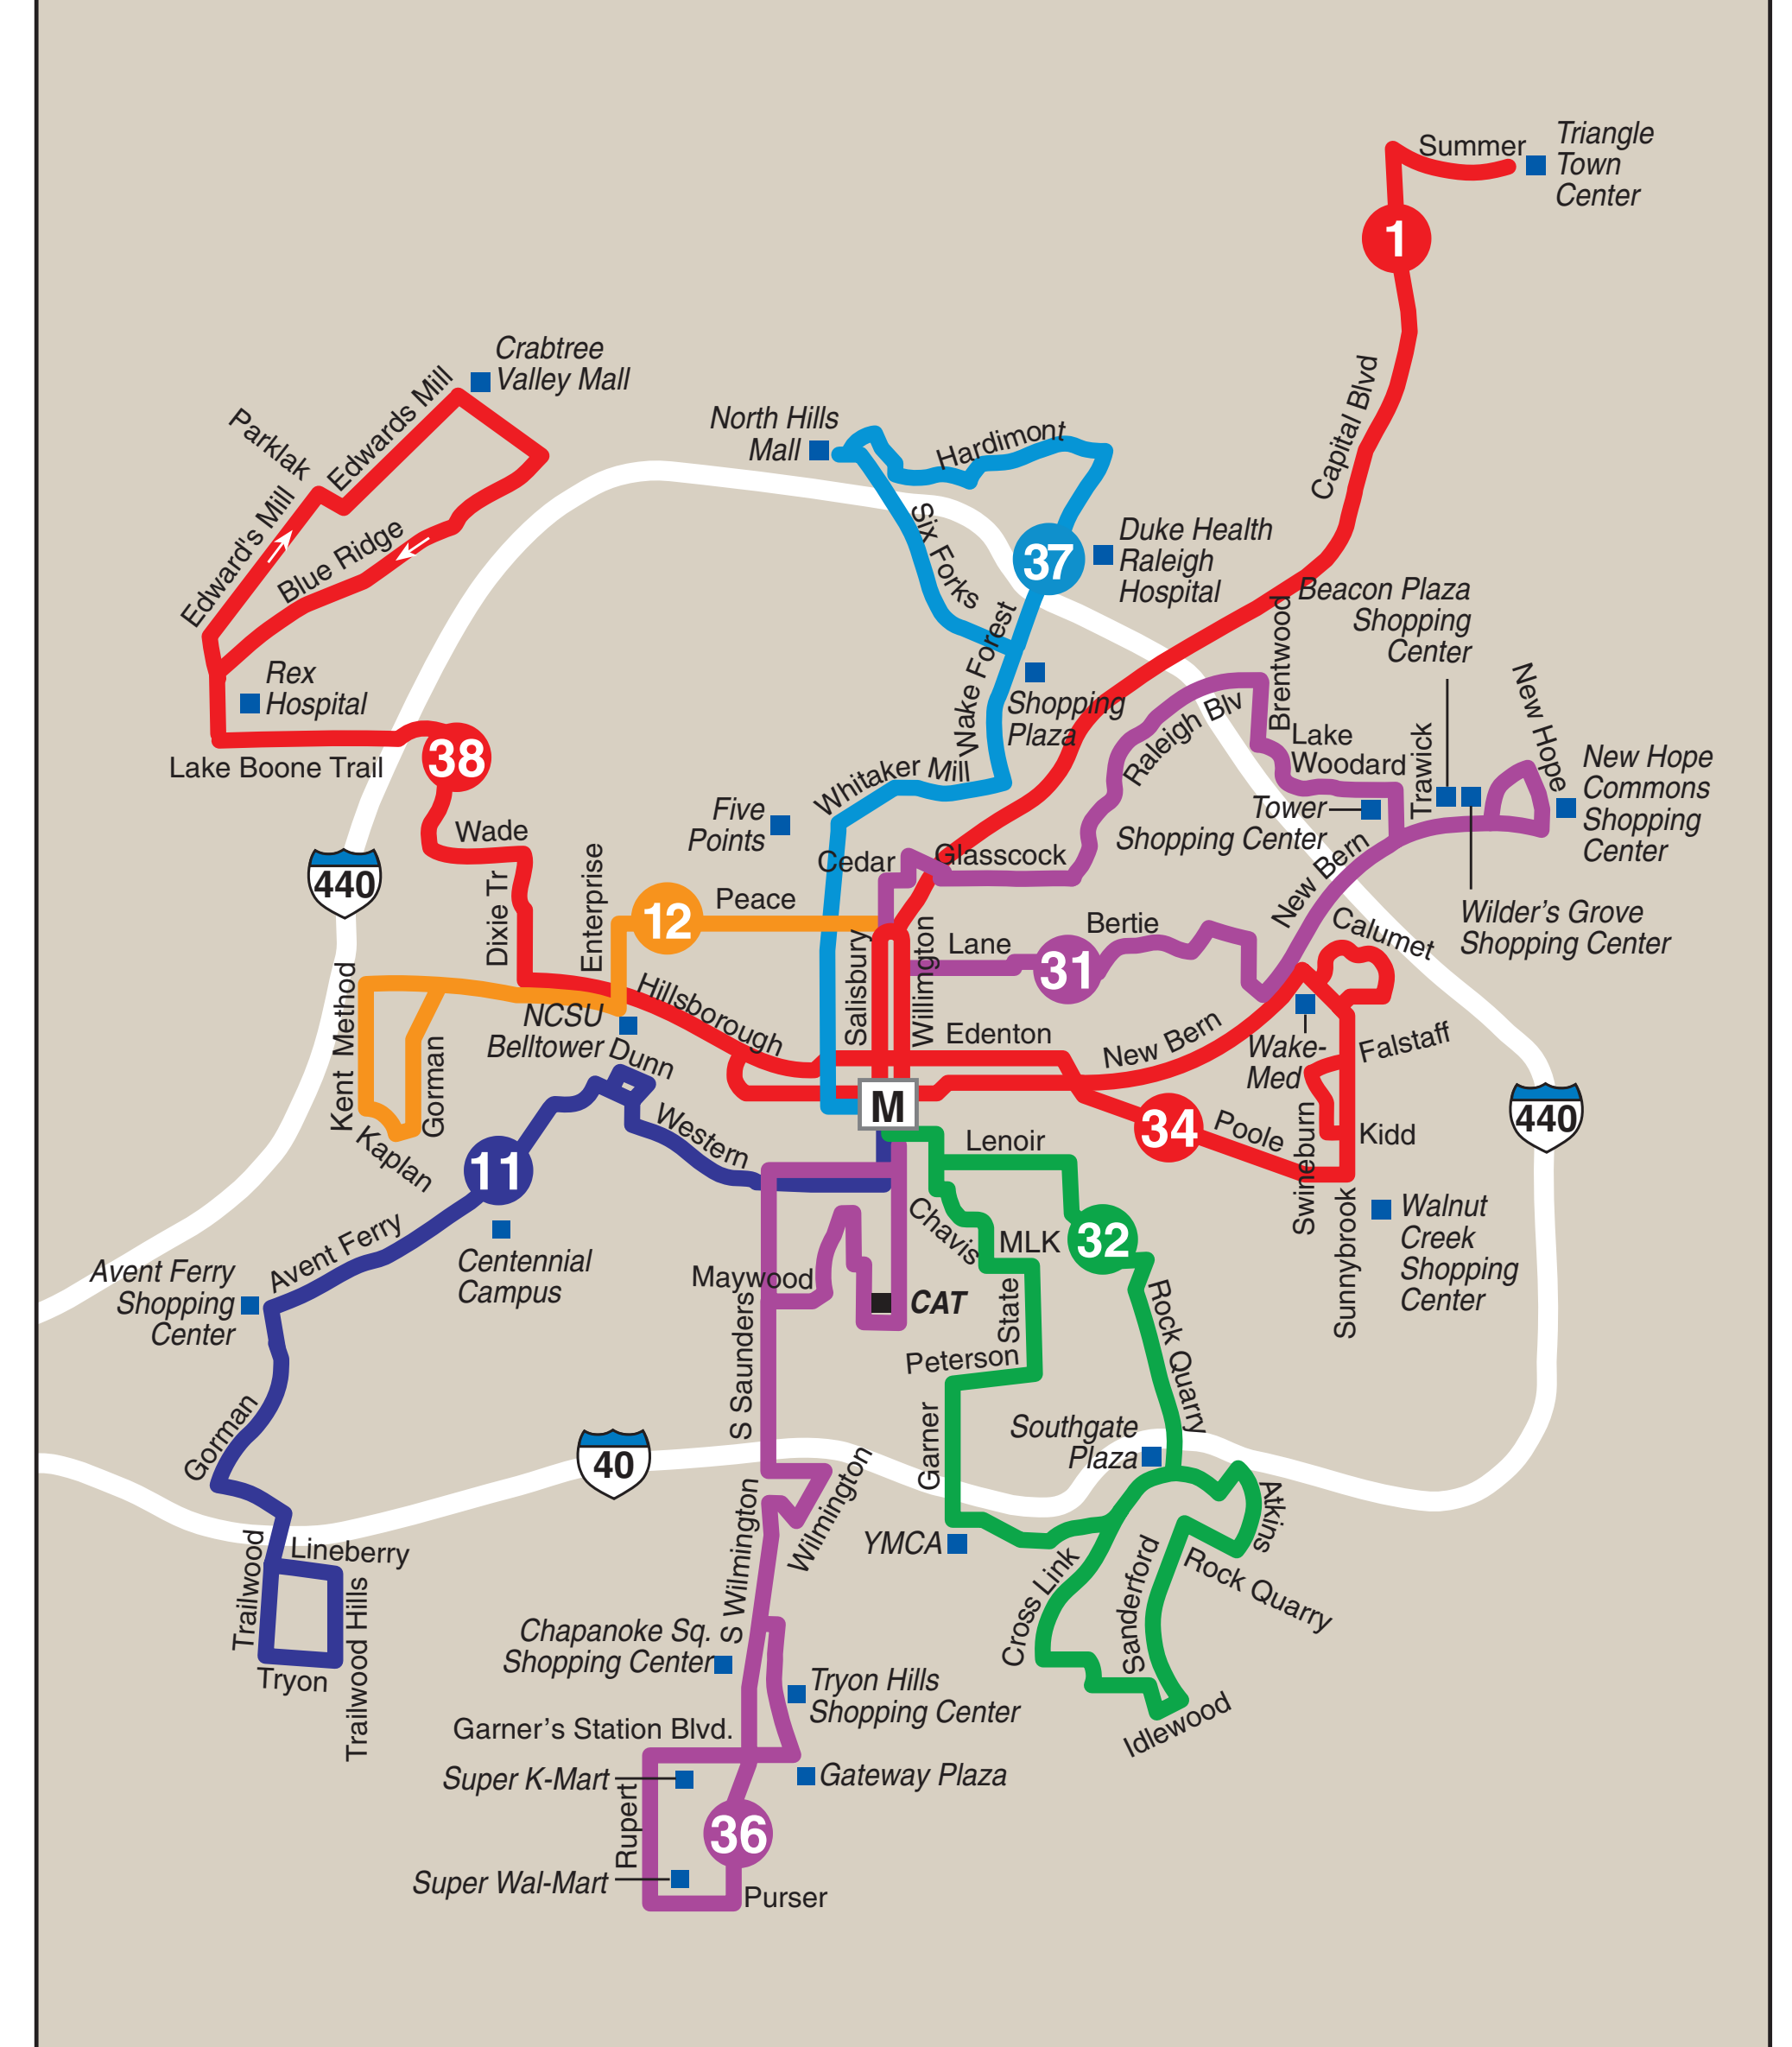 Summer
Triangle
Town
Center
1
Capital Blvd
Crabtree
Valley Mall
Parklak
Edwards Mill
Edward's Mill
Blue Ridge
North Hills
Mall
Hardimont
Six Forks
37
Duke Health
Raleigh
Hospital
Wake Forest
Shopping
Plaza
Brentwood
Beacon Plaza
Shopping
Center
Rex
Hospital
Lake Boone Trail
38
Wade
Dixie Tr
Enterprise
440
Five
Points
Whitaker Mill
Raleigh Blv
Lake
Woodard
Trawick
New Hope
Tower
Shopping Center
New Hope
Commons
Shopping
Center
Cedar
Glasscock
12
Peace
Salisbury
Willimgton
Lane
31
Bertie
New Bern
Calumet
Wilder's Grove
Shopping Center
Kent Method
Gorman
Kaplan
NCSU
Belltower
Hillsborough
Dunn
Western
Edenton
New Bern
Wake-
Med
Falstaff
440
M
34
Poole
Swineburn
Kidd
Sunnybrook
Walnut
Creek
Shopping
Center
11
Lenoir
Chavis
MLK
32
Centennial
Campus
Avent Ferry
Avent Ferry
Shopping
Center
Maywood
CAT
S Saunders
State
Peterson
Rock Quarry
Gorman
40
Garner
Southgate
Plaza
Wilmington
S Wilmington
YMCA
Atkins
Rock Quarry
Cross Link
Sanderford
Idlewood
Lineberry
Trailwood
Trailwood Hills
Tryon
Chapanoke Sq.
Shopping Center
Tryon Hills
Shopping Center
Garner's Station Blvd.
Super K-Mart
Gateway Plaza
Rupert
36
Super Wal-Mart
Purser